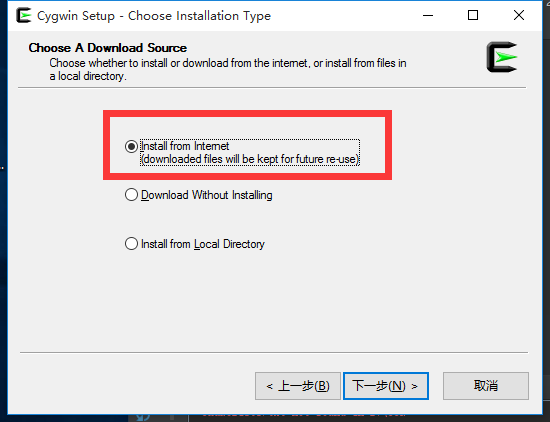 Cygwin Setup - Choose Installation Type
Choose A Download Source
Choose whether to install or download from the internet, or install from files in
a local directory.
Install from Internet
(downloaded files will be kept for future re-use)
Download Without Installing
Install from Local Directory
< 上一步(B)
下一步(N) >
取消